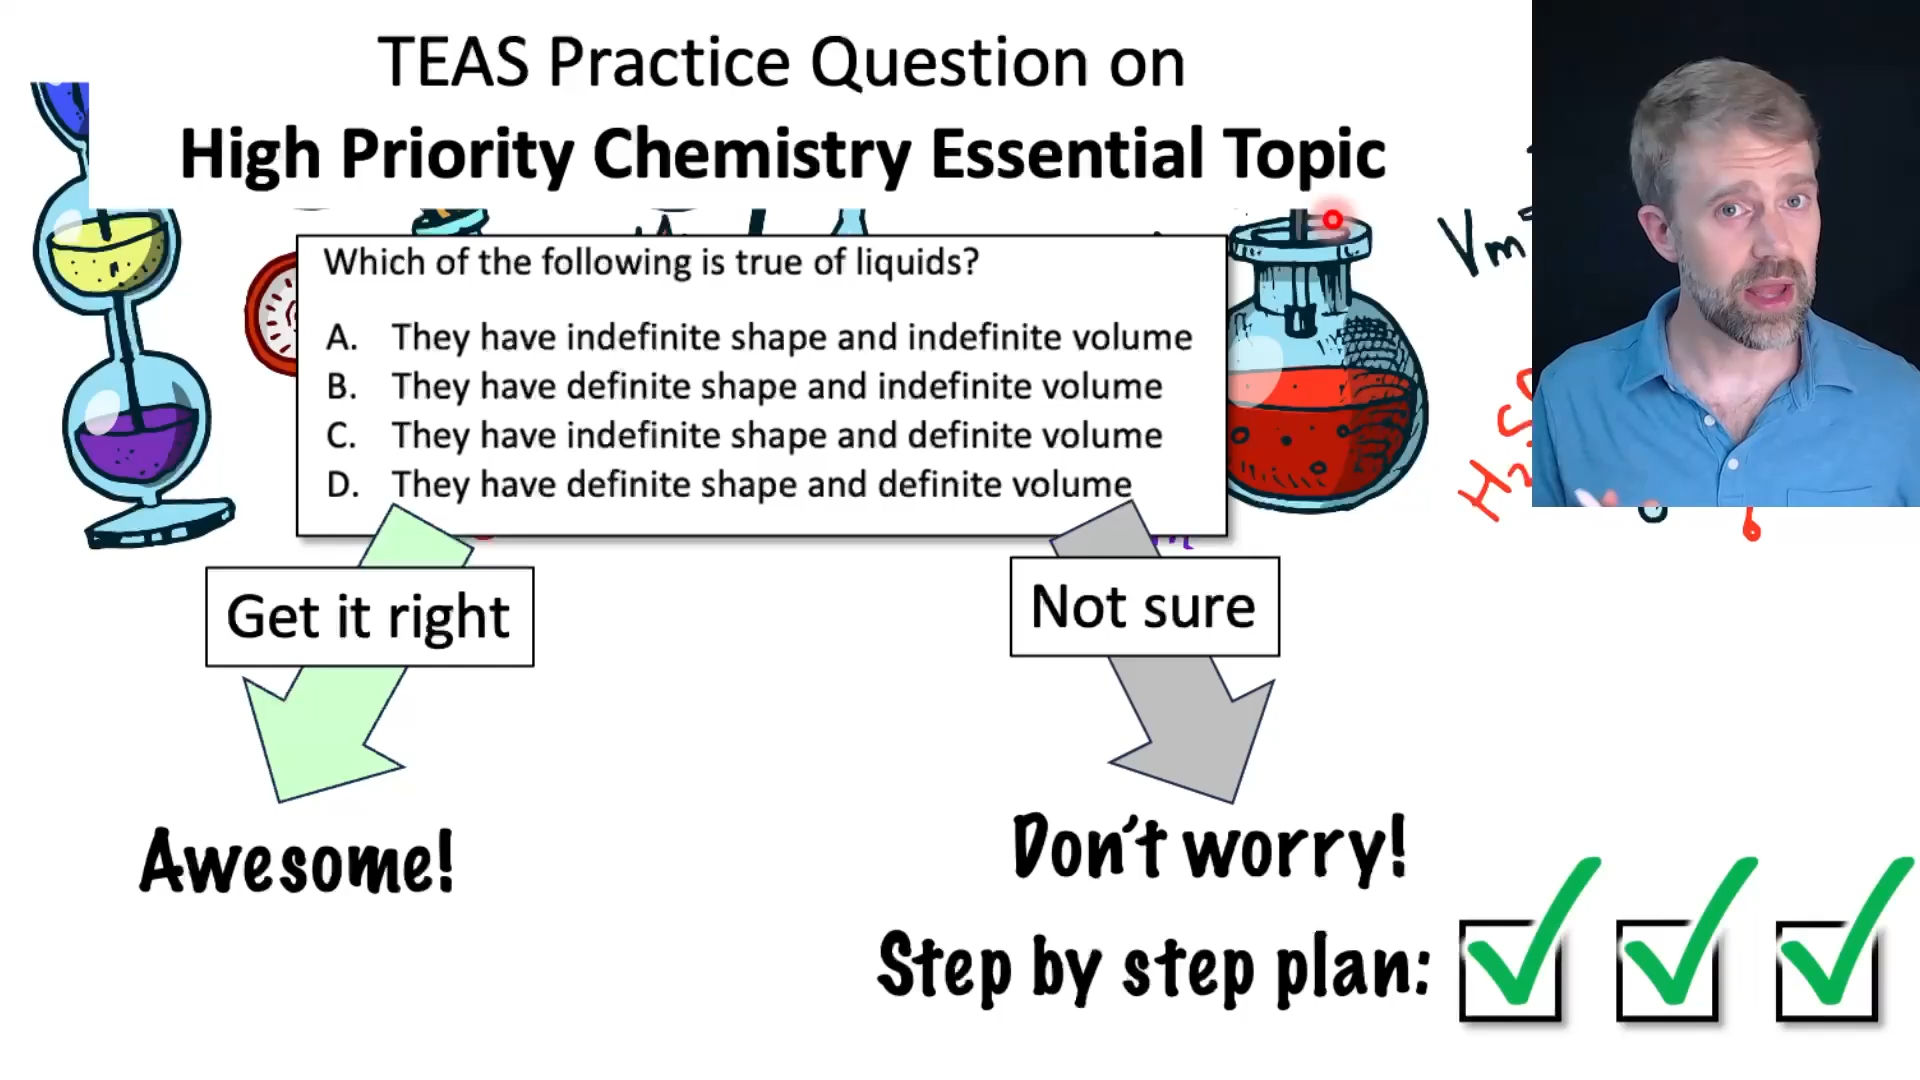 TEAS Practice Question on
High Priority Chemistry Essential Topic
Vm
Which of the following is true of liquids?
A. They have indefinite shape and indefinite volume
B. They have definite shape and indefinite volume
C. They have indefinite shape and definite volume
D. They have definite shape and definite volume
H2S
Get it right
Not sure
Awesome!
Don't worry!
Step by step plan: